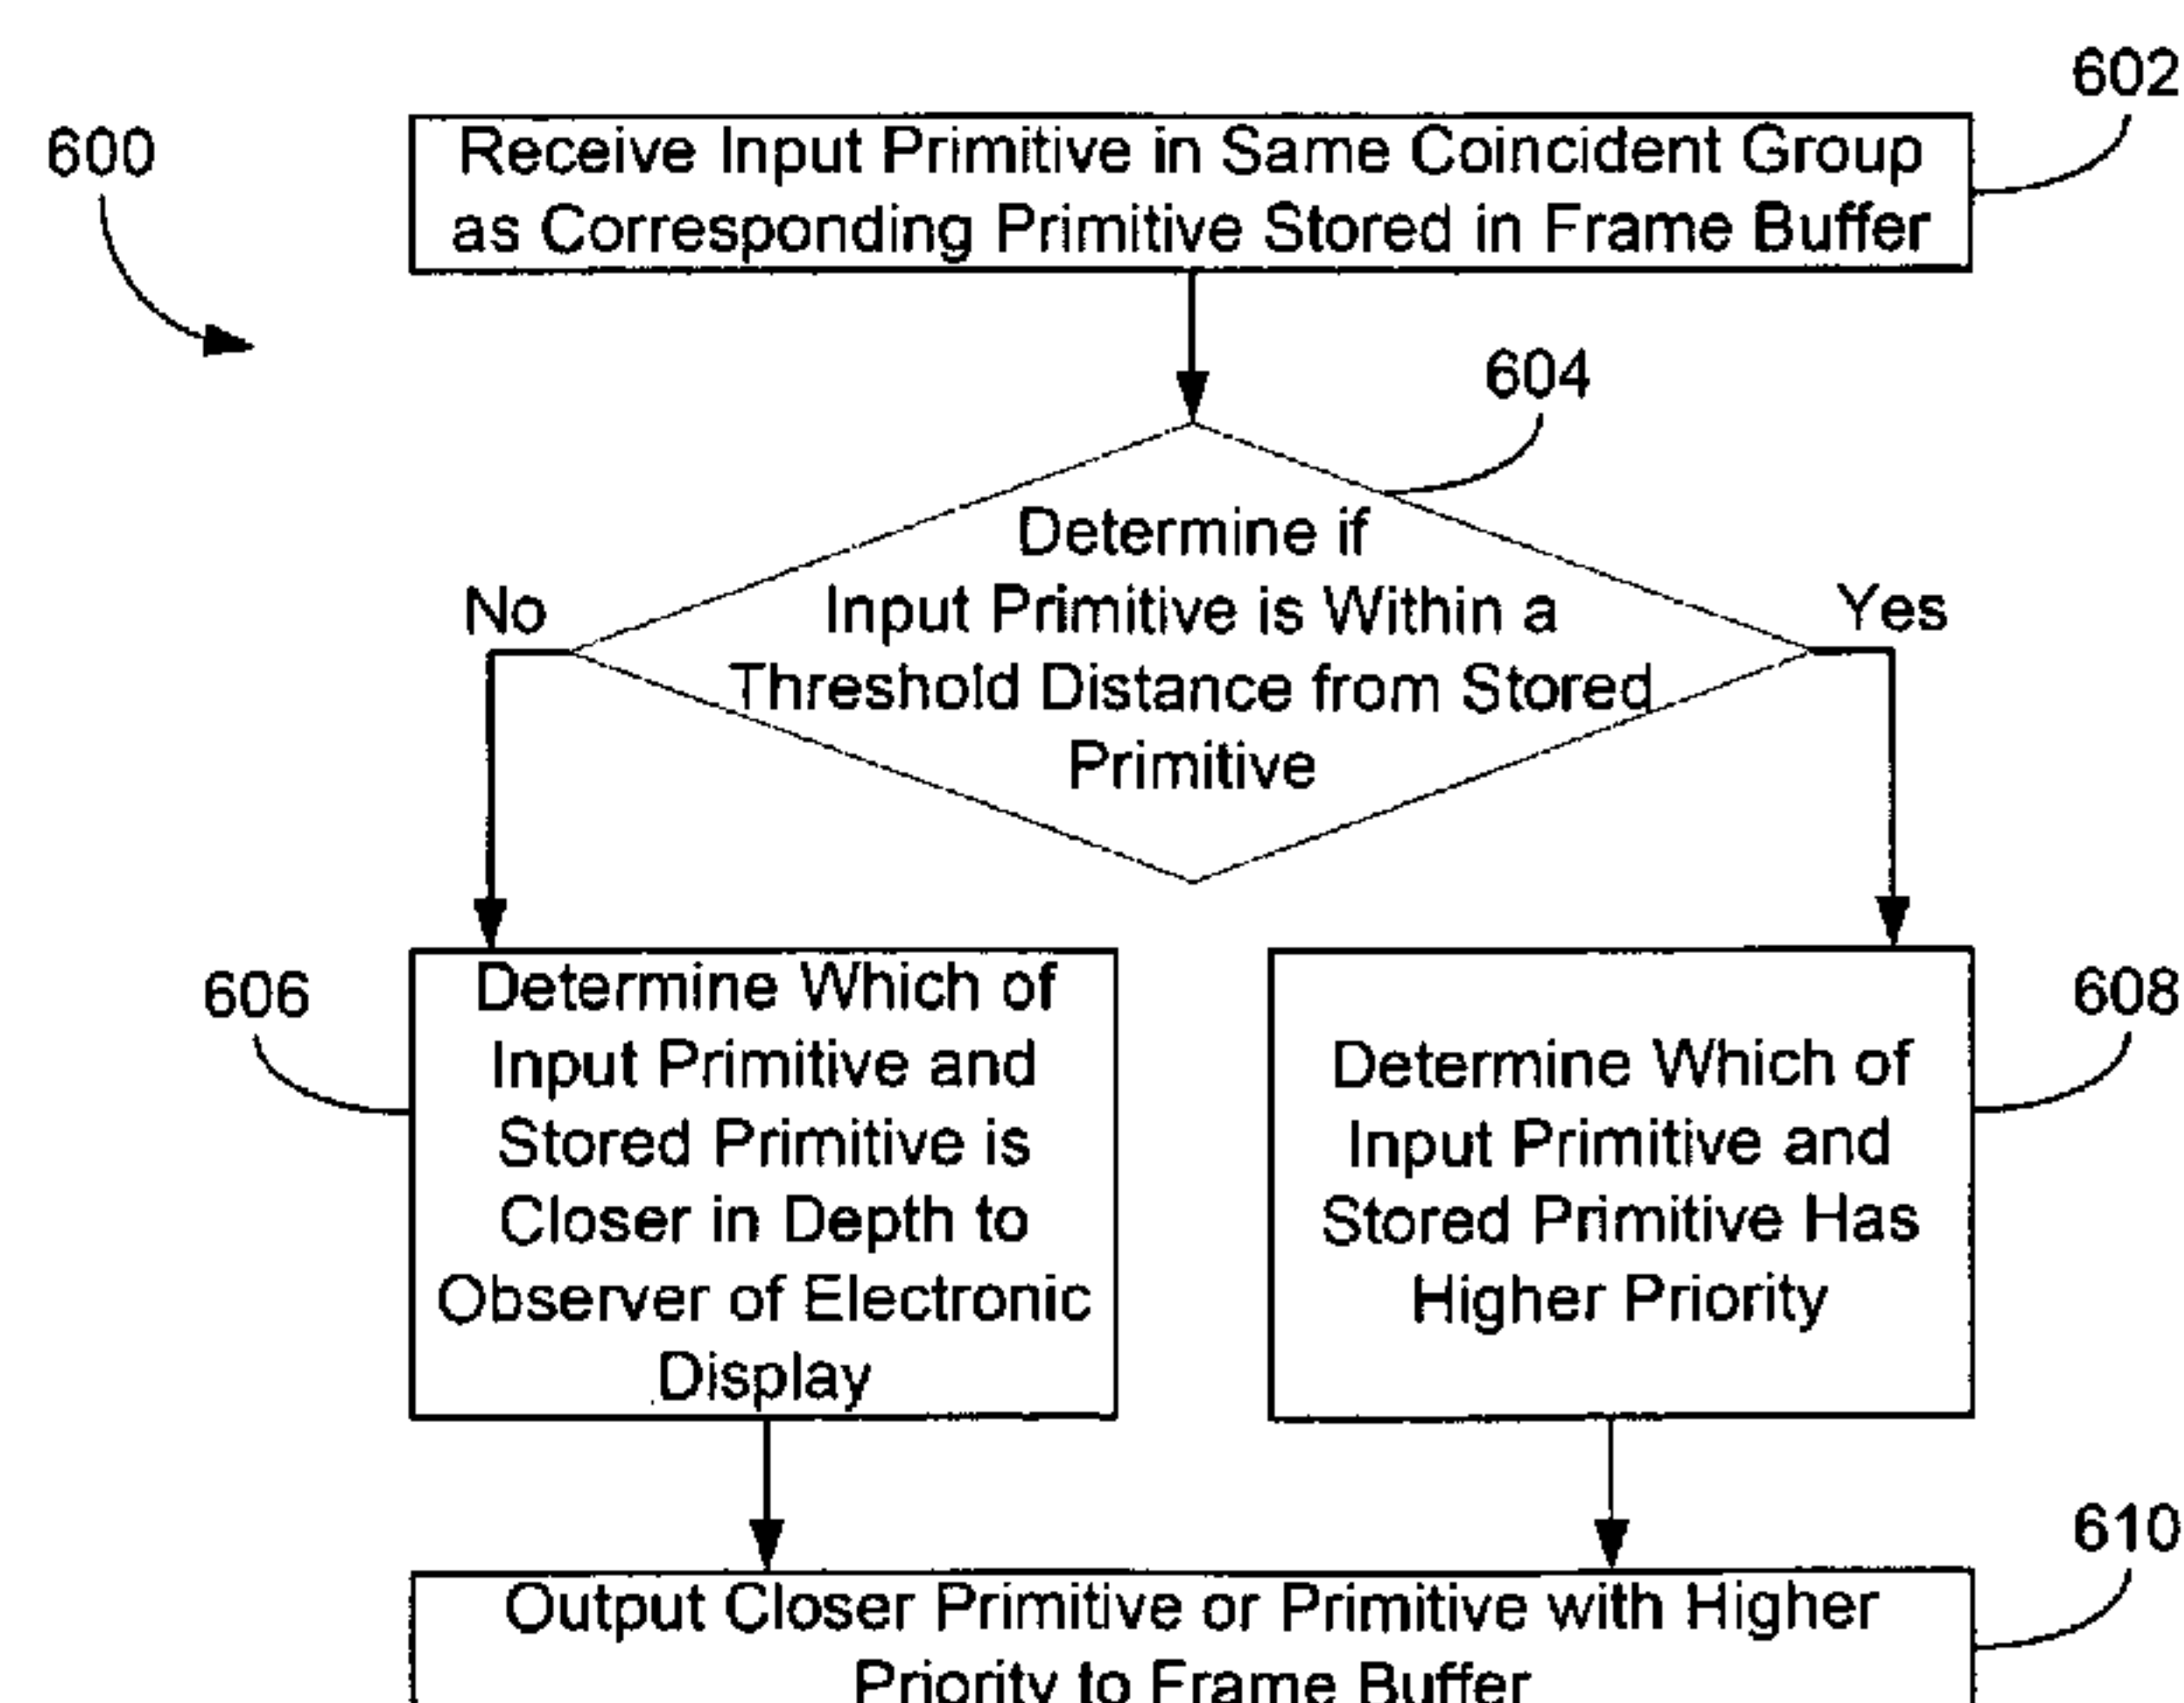 602
600
Receive Input Primitive in Same Coincident Group
as Corresponding Primitive Stored in Frame Buffer
604
Determine if
Input Primitive is Within a
Threshold Distance from Stored
Primitive
No
Yes
606
Determine Which of
Input Primitive and
Stored Primitive is
Closer in Depth to
Observer of Electronic
Display
608
Determine Which of
Input Primitive and
Stored Primitive Has
Higher Priority
610
Output Closer Primitive or Primitive with Higher
Priority to Frame Buffer